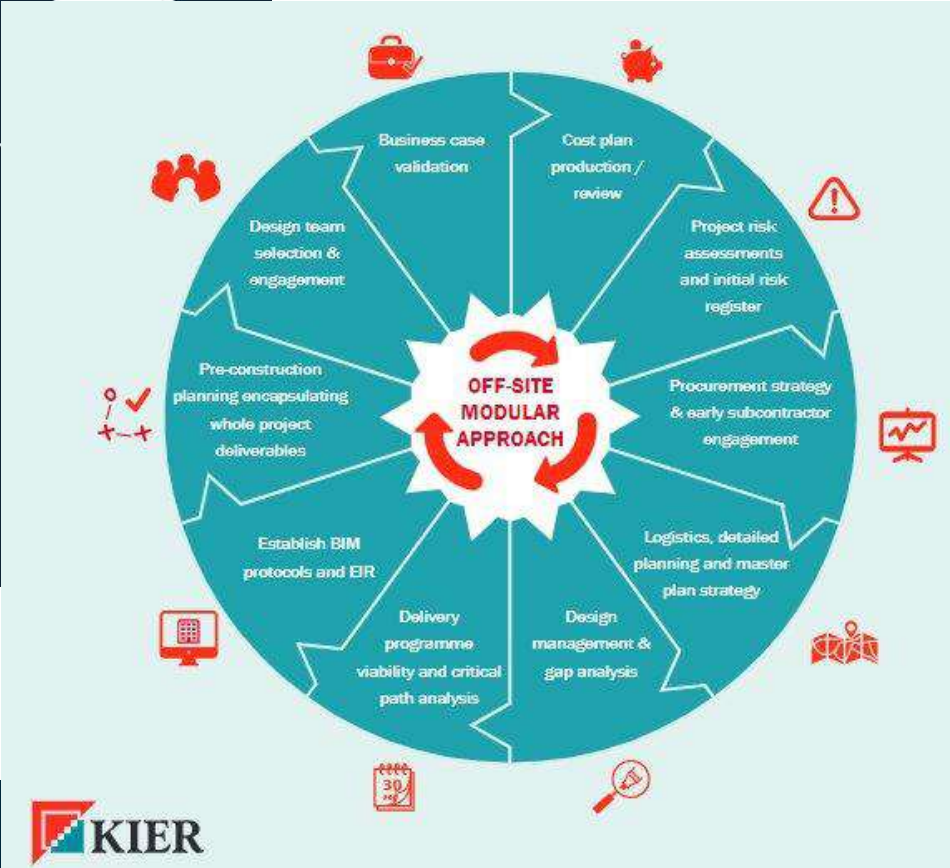 Business case
validation
Cost plan
production /
review
Project risk
assessments
and initial risk
register
Procurement strategy
& early subcontractor
engagement
Logistics, detailed
planning and master
plan strategy
Design
management &
gap analysis
Delivery
programme
viability and critical
path analysis
Establish BIM
protocols and EIR
Pre-construction
planning encapsulating
whole project
deliverables
Design team
selection &
engagement
OFF-SITE
MODULAR
APPROACH
30
KIER